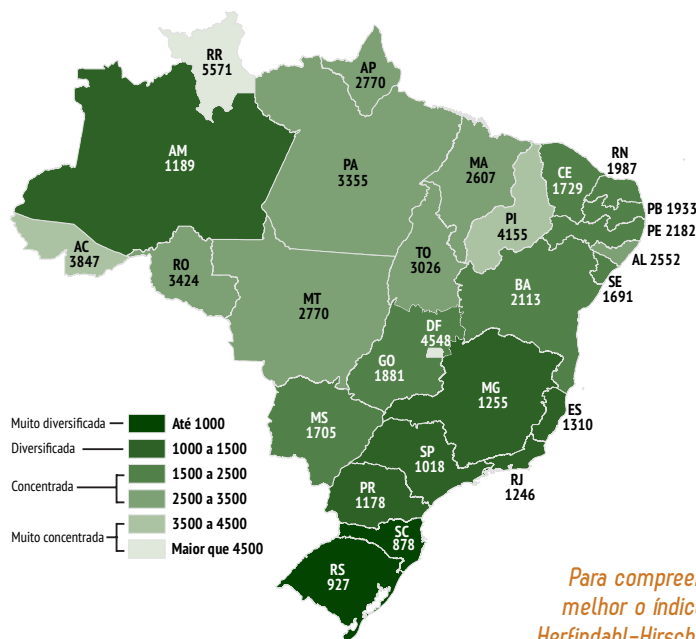 RR
5571
AP
2770
AM
1189
PA
3355
MA
2607
CE
1729
RN
1987
PB 1933
PE 2182
PI
4155
AL 2552
SE
1691
AC
3847
RO
3424
TO
3026
BA
2113
MT
2770
DF
4548
GO
1881
MG
1255
ES
1310
MS
1705
SP
1018
RJ
1246
PR
1178
SC
878
RS
927
Muito diversificada
Até 1000
Diversificada
1000 a 1500
Concentrada
1500 a 2500
2500 a 3500
Muito concentrada
3500 a 4500
Maior que 4500
Para compreen
melhor o índic
Herfindahl-Hirsch